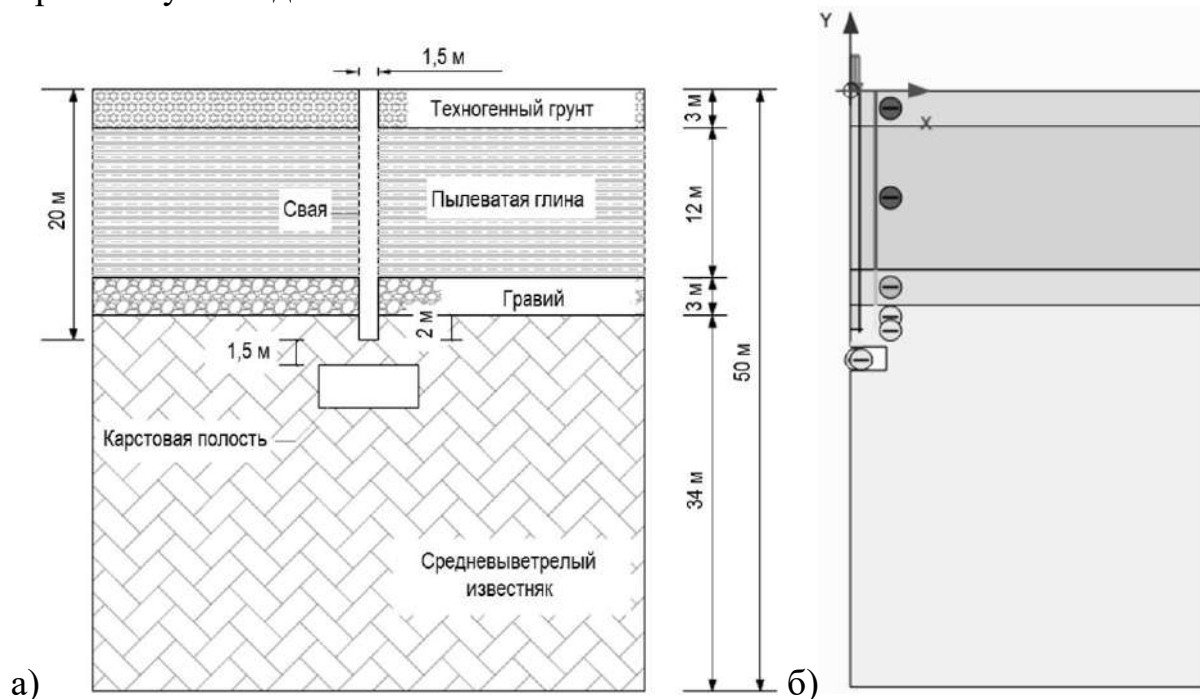 1,5 м
Техногенный грунт
3 м
20 м
Свая
Пылеватая глина
12 м
Гравий
3 м
2 м
1,5 м
50 м
Карстовая полость
34 м
Средневыветрелый
известняк
а)
Y
X
б)